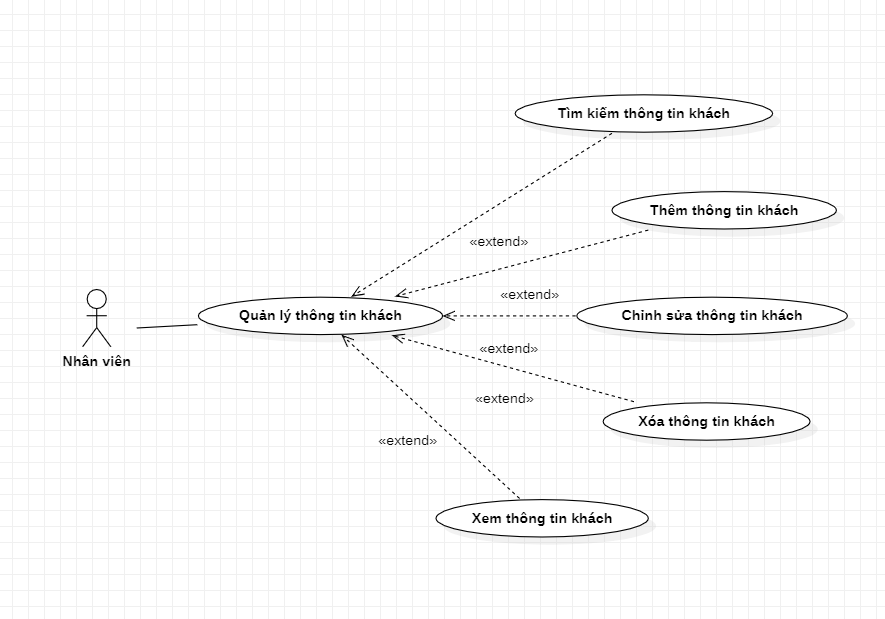 Tìm kiếm thông tin khách
Thêm thông tin khách
«extend»
«extend»
Quản lý thông tin khách
Chỉnh sửa thông tin khách
«extend»
Nhân viên
«extend»
Xóa thông tin khách
«extend»
Xem thông tin khách